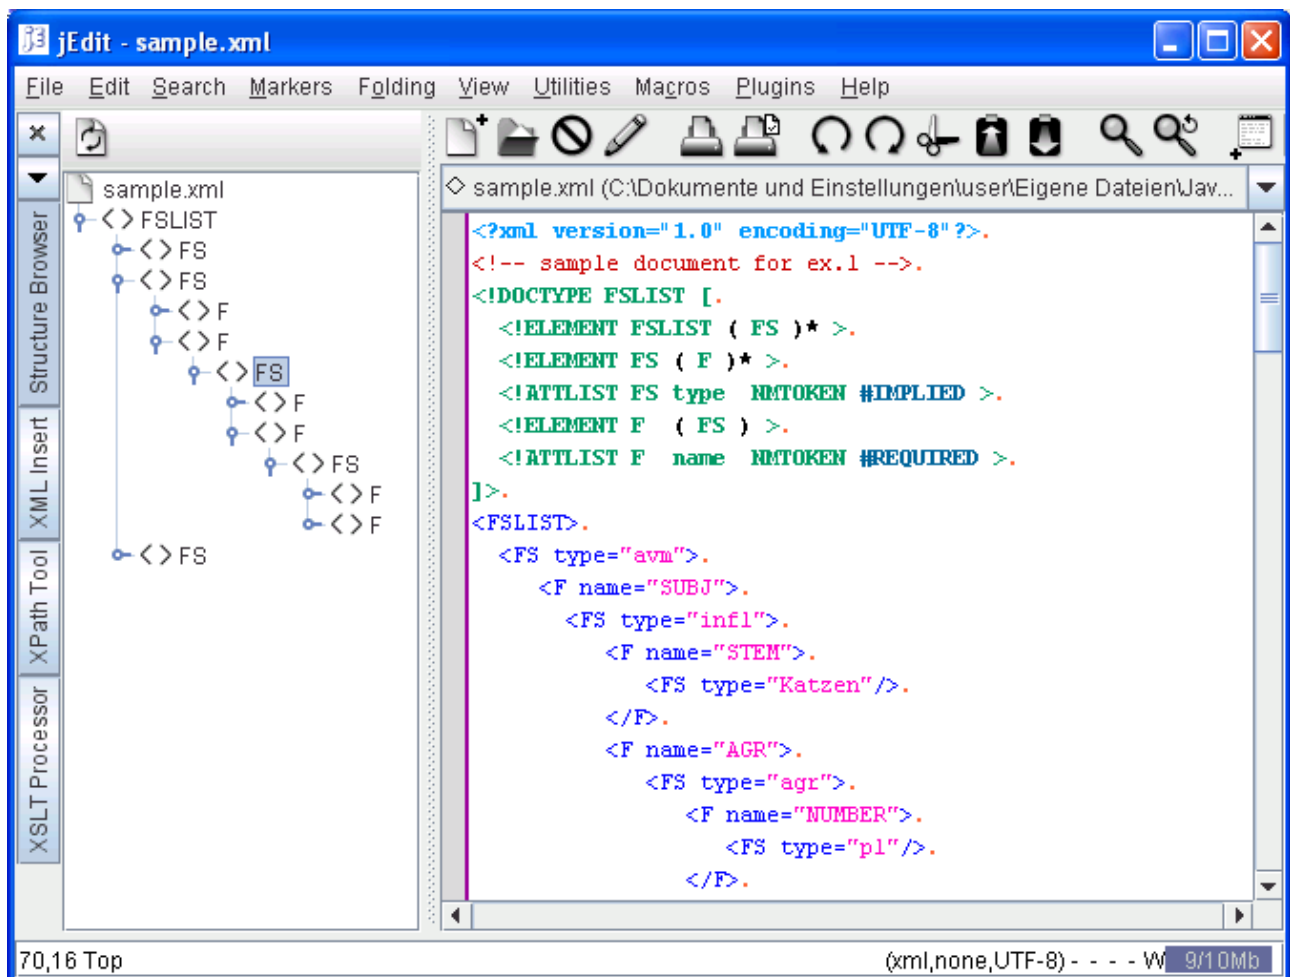 jEdit - sample.xml
File Edit Search Markers Folding View Utilities Macros Plugins Help
Structure Browser
XML Insert
XPath Tool
XSLT Processor
sample.xml
<> FSLIST
<> FS
<> FS
<> F
<> F
<> FS
<> F
<> F
<> FS
<> F
<> F
<> FS
sample.xml (C:\Dokumente und Einstellungen\user\Eigene Dateien\Jav...
<?xml version="1.0" encoding="UTF-8"?>.
<!-- sample document for ex.1 -->.
<!DOCTYPE FSLIST [.
<!ELEMENT FSLIST ( FS )* >.
<!ELEMENT FS ( F )* >.
<!ATTLIST FS type NMTOKEN #IMPLIED >.
<!ELEMENT F ( FS ) >.
<!ATTLIST F name NMTOKEN #REQUIRED >.
]>.
<FSLIST>.
<FS type="avm">.
<F name="SUBJ">.
<FS type="infl">.
<F name="STEM">.
<FS type="Katzen"/>.
</F>.
<F name="AGR">.
<FS type="agr">.
<F name="NUMBER">.
<FS type="pl"/>.
</F>.
70,16 Top
(xml,none,UTF-8) - - - - W 9/10Mb